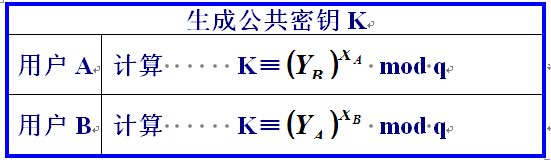 生成公共密钥K
用户 A 计算······ K≡(Y_B)^{X_A} · mod·q
用户 B 计算······ K≡(Y_A)^{X_B} · mod·q